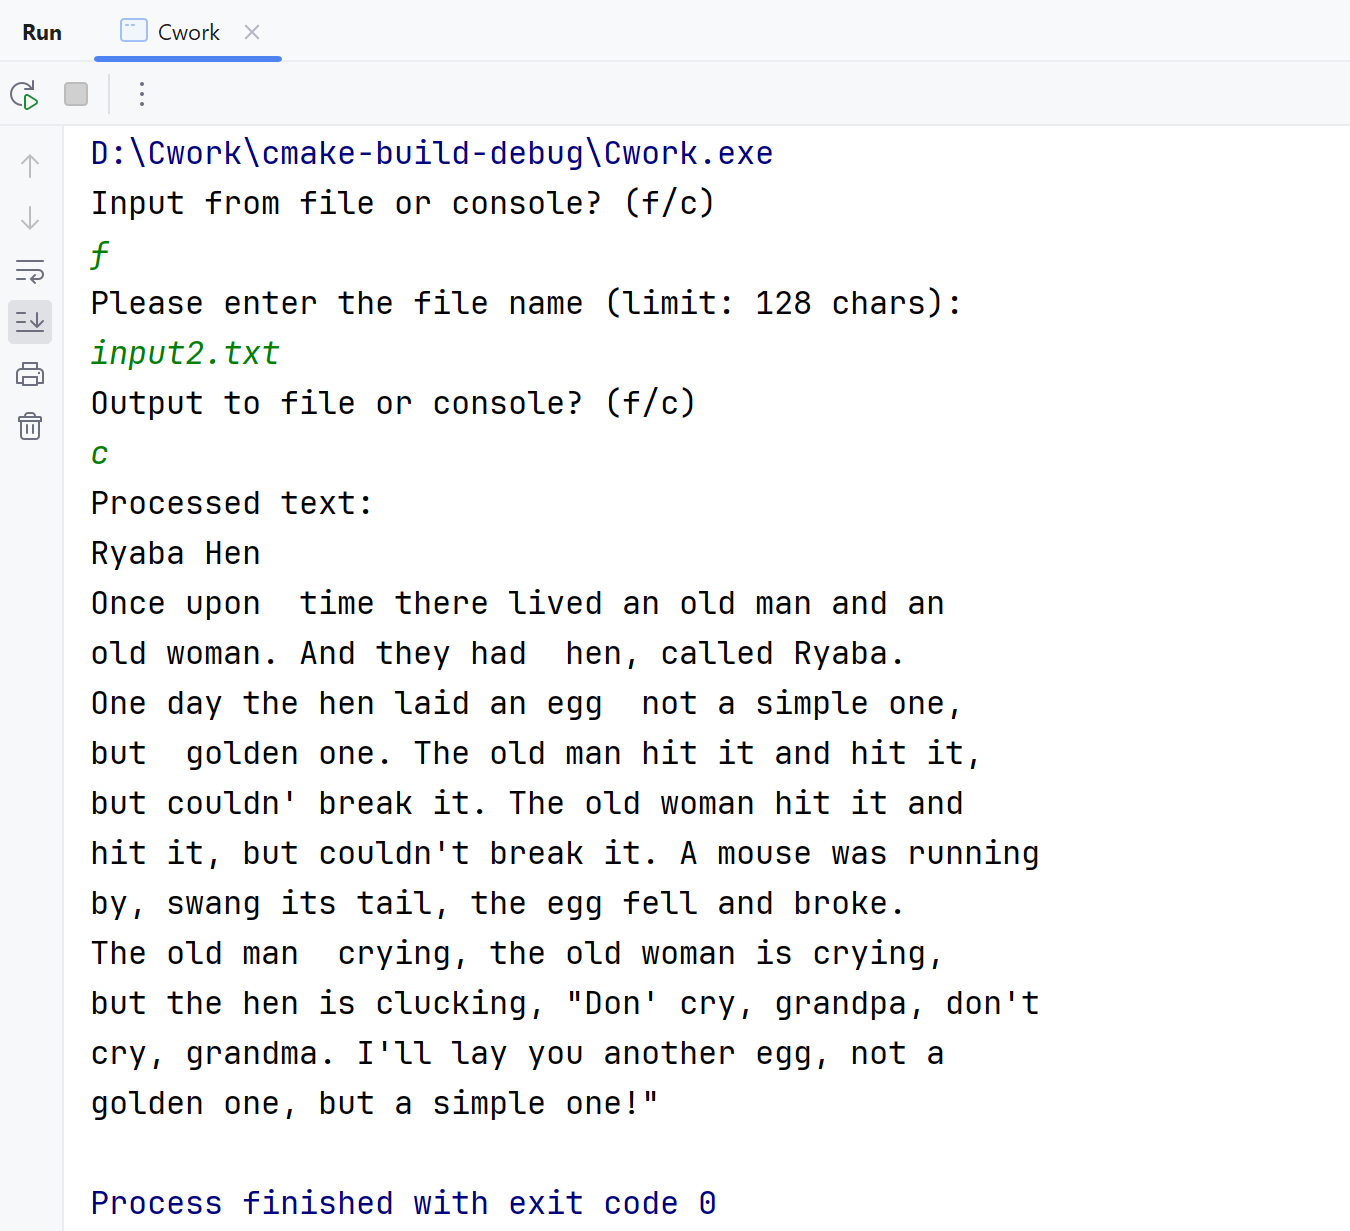 Run Cwork
D:\Cwork\cmake-build-debug\Cwork.exe
Input from file or console? (f/c)
f
Please enter the file name (limit: 128 chars):
input2.txt
Output to file or console? (f/c)
c
Processed text:
Ryaba Hen
Once upon  time there lived an old man and an
old woman. And they had  hen, called Ryaba.
One day the hen laid an egg  not a simple one,
but  golden one. The old man hit it and hit it,
but couldn' break it. The old woman hit it and
hit it, but couldn't break it. A mouse was running
by, swang its tail, the egg fell and broke.
The old man  crying, the old woman is crying,
but the hen is clucking, "Don' cry, grandpa, don't
cry, grandma. I'll lay you another egg, not a
golden one, but a simple one!"
Process finished with exit code 0